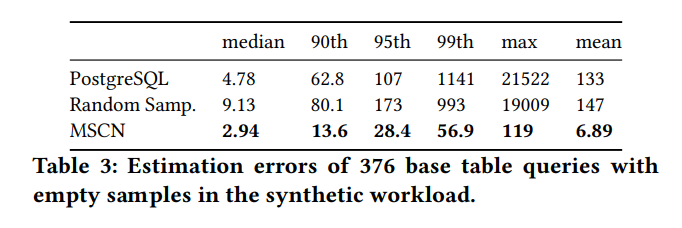 median 90th 95th 99th max mean
PostgreSQL 4.78 62.8 107 1141 21522 133
Random Samp. 9.13 80.1 173 993 19009 147
MSCN 2.94 13.6 28.4 56.9 119 6.89
Table 3: Estimation errors of 376 base table queries with
empty samples in the synthetic workload.